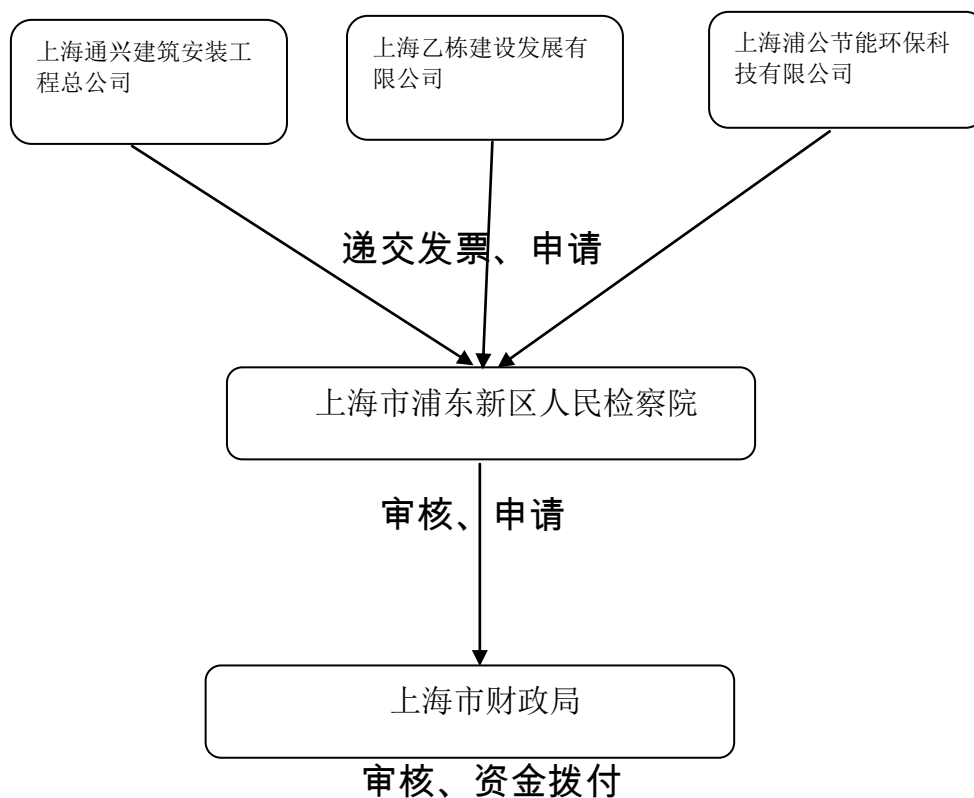 上海通兴建筑安装工
程总公司
上海乙栋建设发展有
限公司
上海浦公节能环保科
技有限公司
递交发票、申请
上海市浦东新区人民检察院
审核、申请
上海市财政局
审核、资金拨付